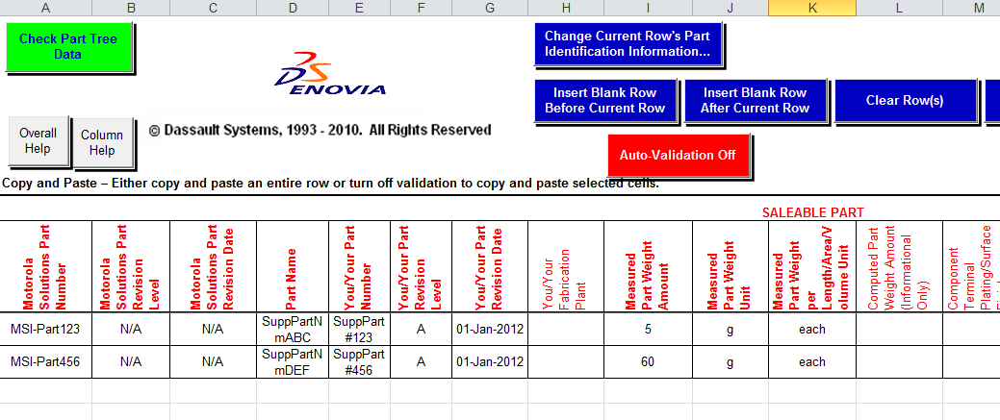 A B C D E F G H I J K L M
Check Part Tree
Data
ENOVIA
Change Current Row's Part
Identification Information...
Insert Blank Row
Before Current Row
Insert Blank Row
After Current Row
Clear Row(s)
Overall
Help
Column
Help
© Dassault Systems, 1993 - 2010. All Rights Reserved
Auto-Validation Off
Copy and Paste – Either copy and paste an entire row or turn off validation to copy and paste selected cells.
SALEABLE PART
Motorola
Solutions Part
Number
Motorola
Solutions Part
Revision
Level
Motorola
Solutions Part
Revision Date
Part Name
You/Your Part
Number
You/Your Part
Revision
Level
You/Your Part
Revision Date
You/Your
Fabrication
Plant
Measured
Part Weight
Amount
Measured
Part Weight
Unit
Measured
Part Weight
per
Length/Area/V
olume Unit
Computed Part
Weight Amount
(Informational
Only)
Component
Terminal
Plating/Surface
MSI-Part123 N/A N/A SuppPartN
mABC SuppPart
#123 A 01-Jan-2012 5 g each
MSI-Part456 N/A N/A SuppPartN
mDEF SuppPart
#456 A 01-Jan-2012 60 g each